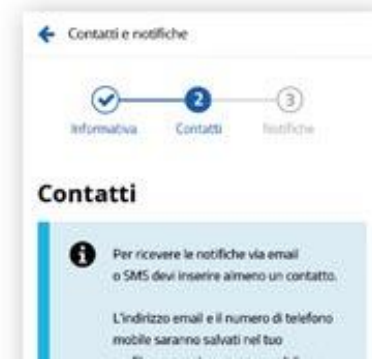 Contatti e notifiche
2
3
Informativa
Contatti
Notifiche
Contatti
Per ricevere le notifiche via email
o SMS devi inserire almeno un contatto.
L'indirizzo email e il numero di telefono
mobile saranno salvati nel tuo